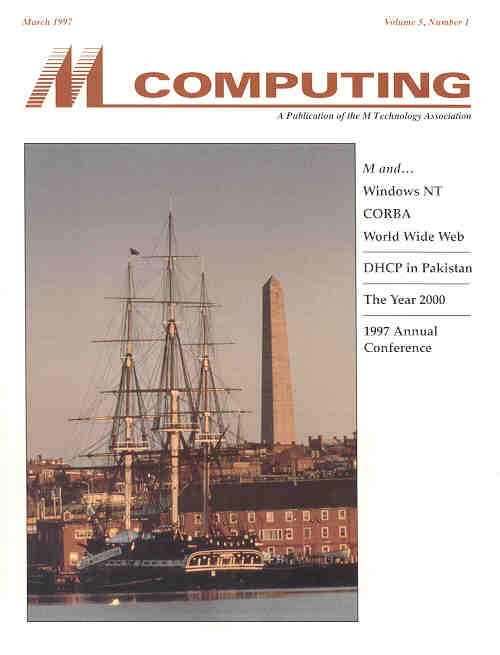 March 1997
Volume 5, Number 1
M COMPUTING
A Publication of the M Technology Association
M and…
Windows NT
CORBA
World Wide Web
DHCP in Pakistan
The Year 2000
1997 Annual
Conference